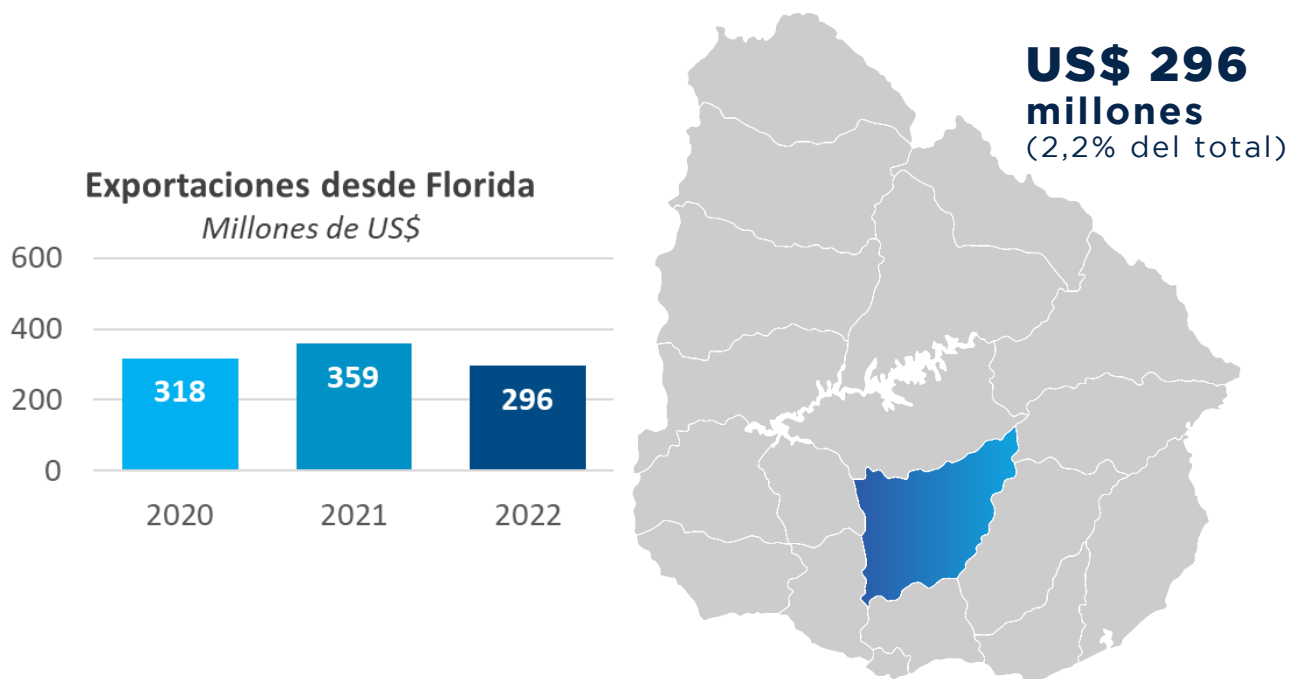 US$ 296
millones
(2,2% del total)
Exportaciones desde Florida
Millones de US$
600
400
200
0
318
359
296
2020
2021
2022